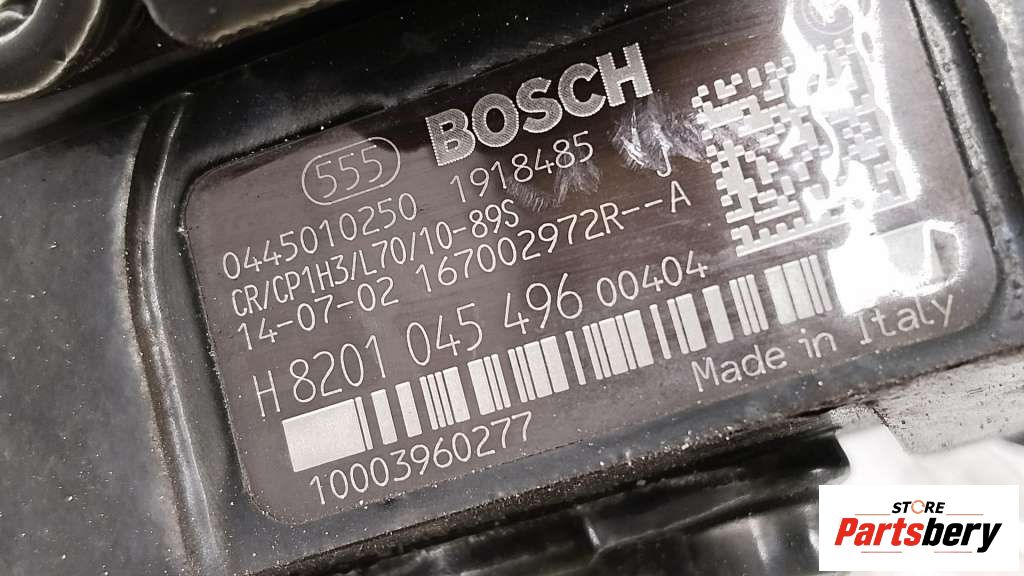 BOSCH
555
0445010250 1918485 J
CR/CP1H3/L70/10-89S
14-07-02 167002972R--A
H 8201 045 496 00404
10003960277
Made in Italy
STORE
Partsbery